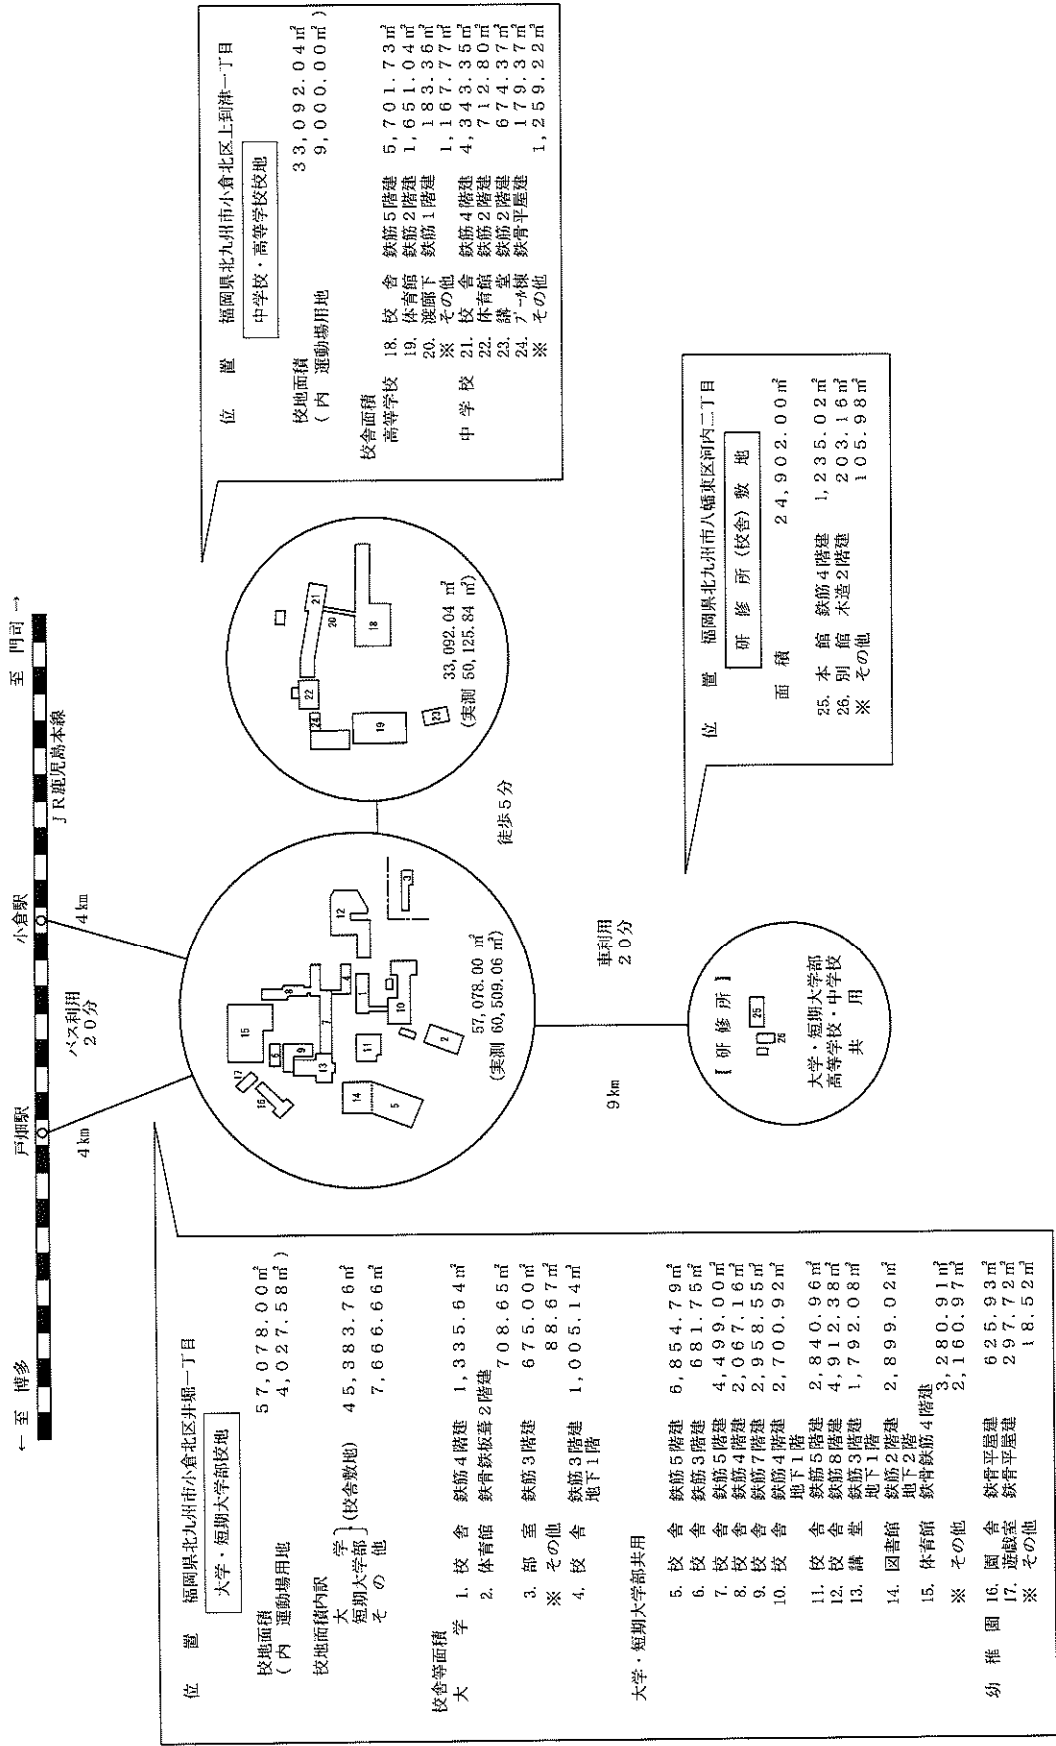 ← 至 博多
戸畑駅
小倉駅
至 門司 →
JR鹿児島本線
4km
バス利用
20分
4km
位 置 福岡県北九州市小倉北区井堀一丁目
大学・短期大学部校地
校地面積 57,078.00㎡
(内 運動場用地 4,027.58㎡)
校地面積内訳
大 学
短期大学部 }(校舎敷地) 45,383.76㎡
その他 7,666.66㎡
校舎等面積
大 学 1. 校 舎 鉄筋4階建 1,335.64㎡
2. 体育館 鉄骨鉄板葺2階建
708.65㎡
3. 部 室 鉄筋3階建 675.00㎡
※ その他 88.67㎡
4. 校 舎 鉄筋3階建 1,005.14㎡
地下1階
大学・短期大学部共用
5. 校 舎 鉄筋5階建 6,854.79㎡
6. 校 舎 鉄筋3階建 681.75㎡
7. 校 舎 鉄筋5階建 4,499.00㎡
8. 校 舎 鉄筋4階建 2,067.16㎡
9. 校 舎 鉄筋7階建 2,958.55㎡
10. 校 舎 鉄筋4階建 2,700.92㎡
地下1階
11. 校 舎 鉄筋5階建 2,840.96㎡
12. 校 舎 鉄筋8階建 4,912.38㎡
13. 講 堂 鉄筋3階建 1,792.08㎡
地下1階
14. 図書館 鉄筋2階建 2,899.02㎡
地下2階
15. 体育館 鉄骨鉄筋4階建
3,280.91㎡
※ その他 2,160.97㎡
幼 稚 園 16. 園 舎 鉄骨平屋建 625.93㎡
17. 遊戯室 鉄骨平屋建 297.72㎡
※ その他 18.52㎡
17
16
15
6
9
8
13
7
4
14
5
11
1
10
2
12
3
57,078.00 ㎡
(実測 60,509.06 ㎡)
徒歩5分
22
24
21
20
18
19
23
33,092.04 ㎡
(実測 50,125.84 ㎡)
位 置 福岡県北九州市小倉北区上到津一丁目
中学校・高等学校校地
校地面積 33,092.04㎡
(内 運動場用地 9,000.00㎡)
校舎面積
高等学校 18. 校 舎 鉄筋5階建 5,701.73㎡
19. 体育館 鉄筋2階建 1,651.04㎡
20. 渡廊下 鉄筋1階建 183.36㎡
※ その他 1,167.77㎡
中 学 校 21. 校 舎 鉄筋4階建 4,343.35㎡
22. 体育館 鉄筋2階建 712.80㎡
23. 講 堂 鉄筋2階建 674.37㎡
24. プール棟 鉄骨平屋建 179.37㎡
※ その他 1,259.22㎡
9km
車利用
20分
【 研 修 所 】
25
26
大学・短期大学部
高等学校・中学校
共 用
位 置 福岡県北九州市八幡東区河内二丁目
研 修 所 (校舎) 敷 地
面 積 24,902.00㎡
25. 本 館 鉄筋4階建 1,235.02㎡
26. 別 館 木造2階建 203.16㎡
※ その他 105.98㎡